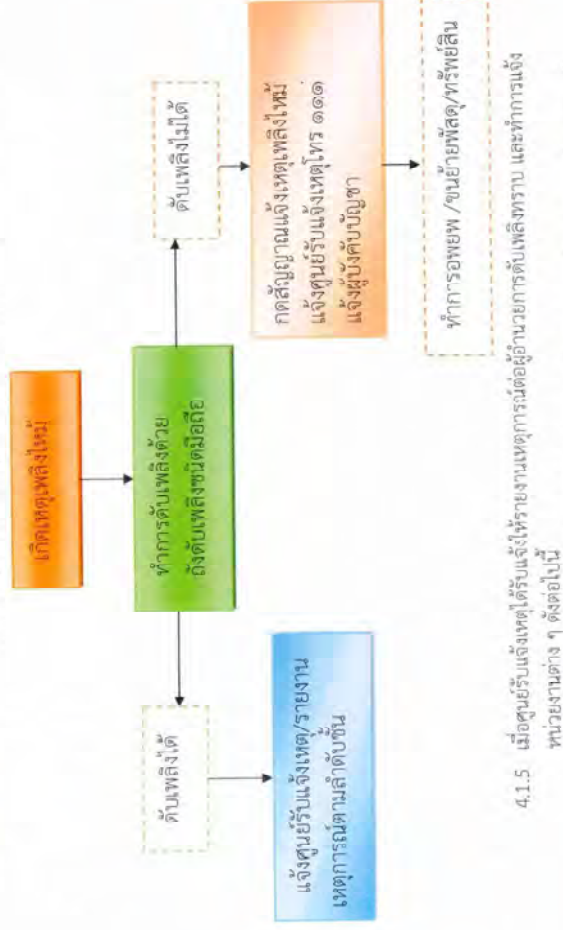 เกิดเหตุเพลิงไหม้
ทำการดับเพลิงด้วย
ถังดับเพลิงชนิดมือถือ
ดับเพลิงได้
ดับเพลิงไม่ได้
แจ้งศูนย์รับแจ้งเหตุ/รายงาน
เหตุการณ์ตามลำดับชั้น
กดสัญญาณแจ้งเหตุเพลิงไหม้
แจ้งศูนย์รับแจ้งเหตุโทร ๑๑๑
แจ้งผู้บังคับบัญชา
ทำการอพยพ /ขนย้ายพัสดุ/ทรัพย์สิน
4.1.5 เมื่อศูนย์รับแจ้งเหตุได้รับแจ้งให้รายงานเหตุการณ์ต่อผู้อำนวยการดับเพลิงทราบ และทำการแจ้ง
หน่วยงานต่าง ๆ ดังต่อไปนี้